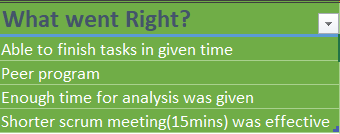 What went Right?
Able to finish tasks in given time
Peer program
Enough time for analysis was given
Shorter scrum meeting(15mins) was effective